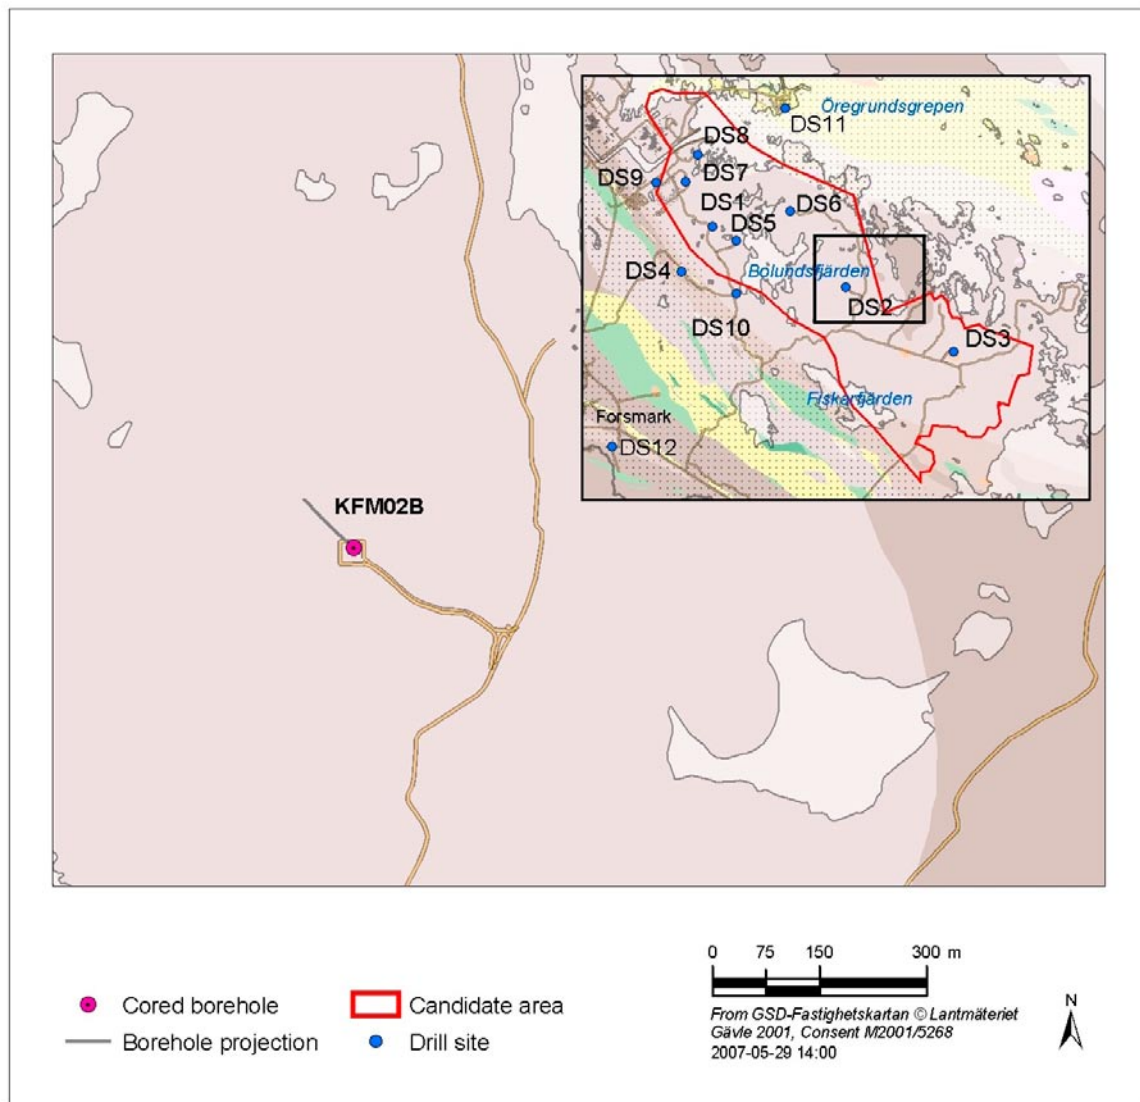 Öregrundsgrepen
DS11
DS8
DS9
DS7
DS1
DS6
DS5
DS4
Bolundsfjärden
DS2
DS10
DS3
Fiskarfjärden
Forsmark
DS12
KFM02B
0 75 150 300 m
Cored borehole
Candidate area
Borehole projection
Drill site
From GSD-Fastighetskartan © Lantmäteriet
Gävle 2001, Consent M2001/5268
2007-05-29 14:00
N